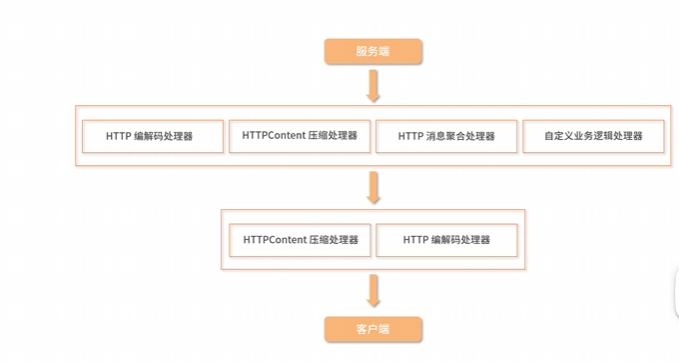 服务端
HTTP 编解码处理器
HTTPContent 压缩处理器
HTTP 消息聚合处理器
自定义业务逻辑处理器
HTTPContent 压缩处理器
HTTP 编解码处理器
客户端